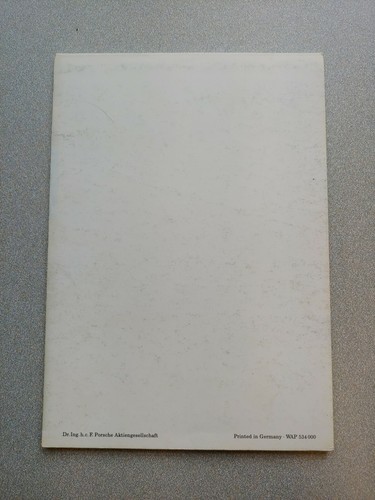 Dr. Ing. h. c. F. Porsche Aktiengesellschaft
Printed in Germany · WAP 524 000